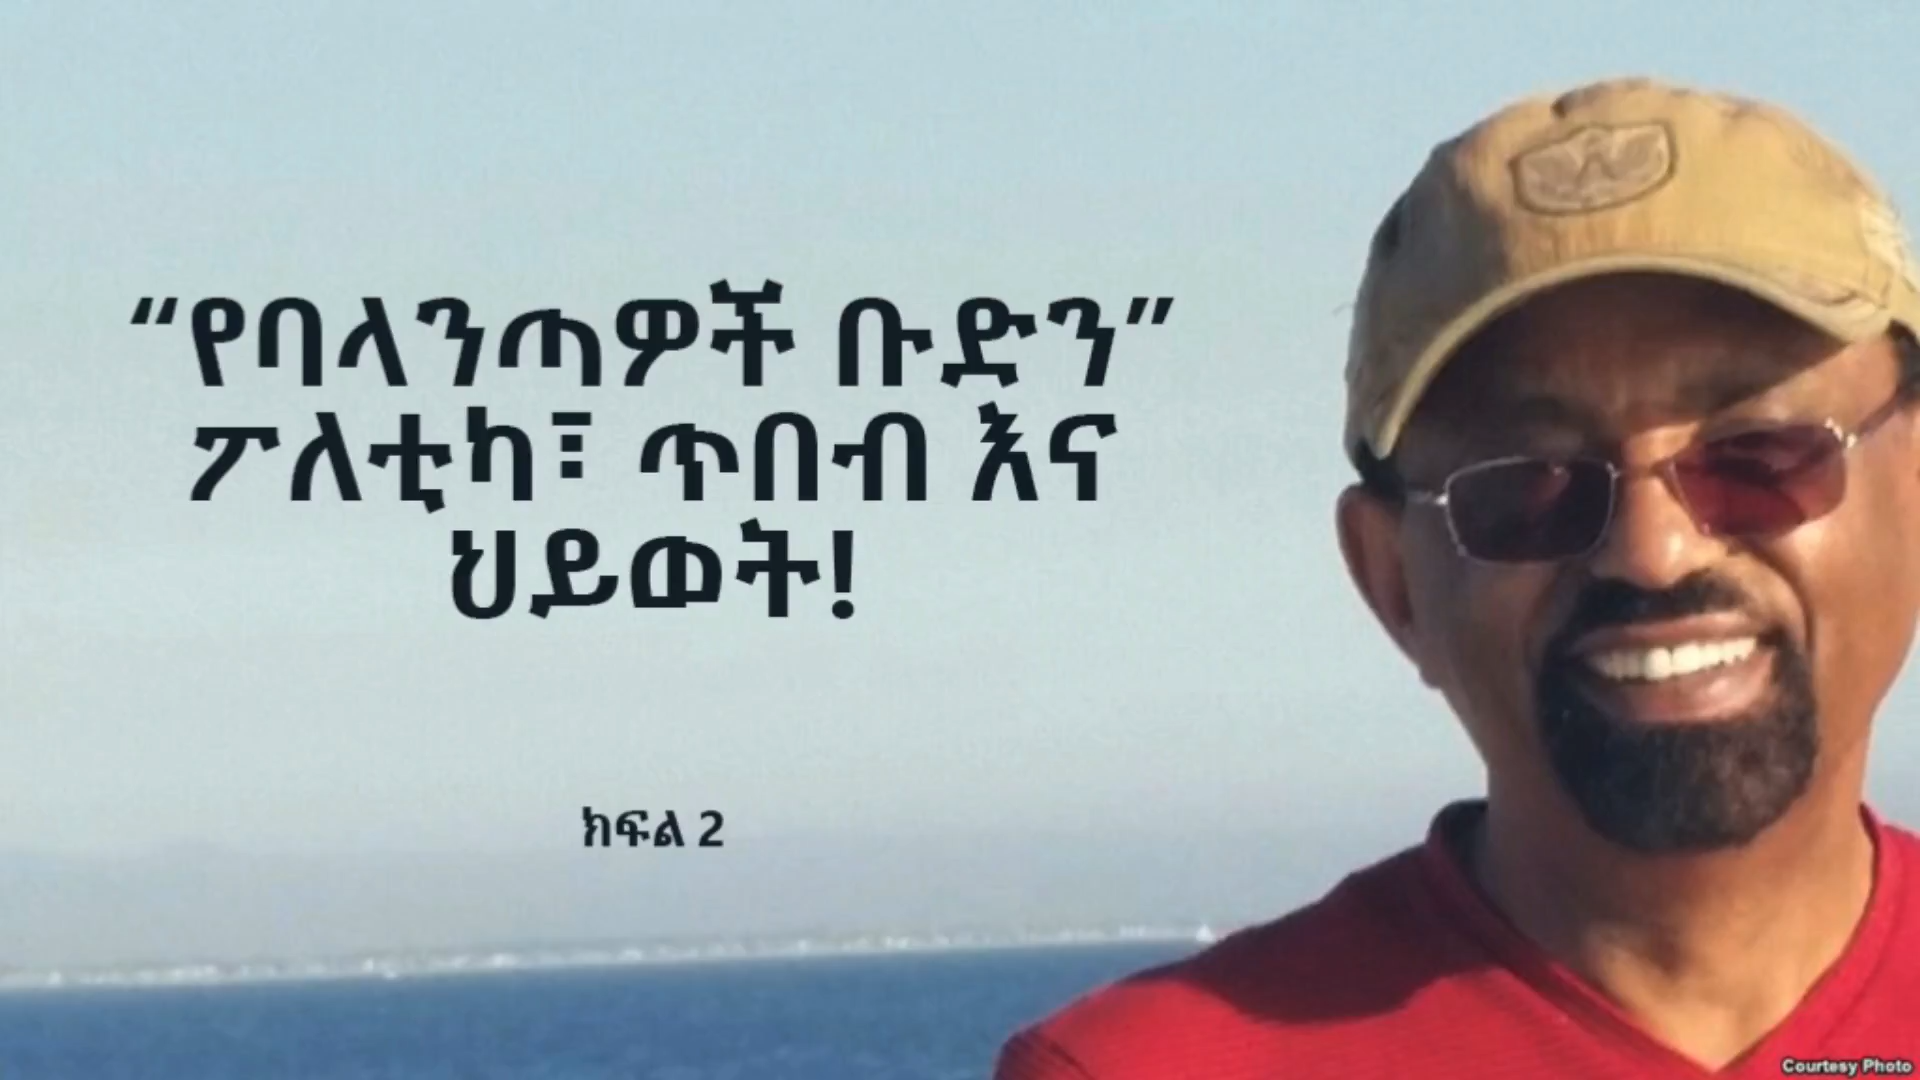 “የባላንጣዎች ቡድን”
ፖለቲካ፣ ጥበብ እና
ህይወት!
ክፍል 2
Courtesy Photo